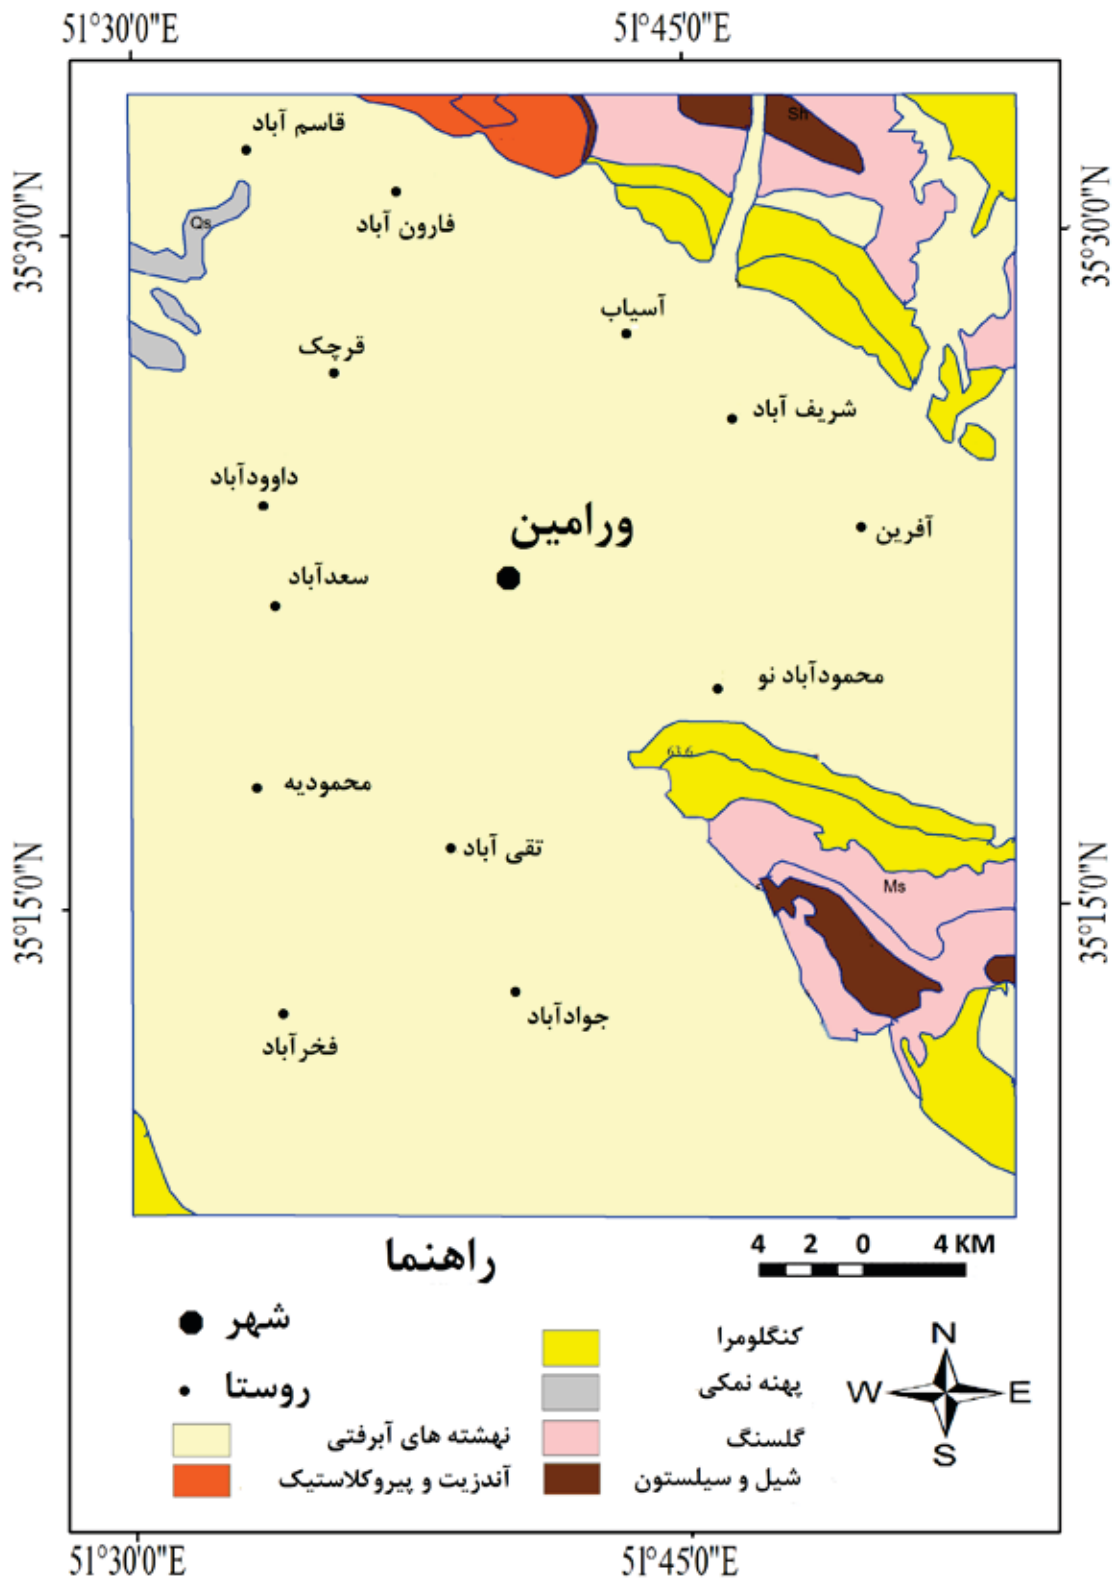 51°30'0"E
51°45'0"E
قاسم آباد
Sh
فارون آباد
Qs
35°30'0"N
35°30'0"N
آسیاب
قرچک
شریف آباد
داوودآباد
ورامین
آفرین
سعدآباد
محمودآباد نو
63.6
محمودیه
تقی آباد
Ms
35°15'0"N
35°15'0"N
جوادآباد
فخرآباد
راهنما
4 2 0 4 KM
شهر
کنگلومرا
N
روستا
پهنه نمکی
W
E
نهشته های آبرفتی
گلسنگ
S
آندزیت و پیروکلاستیک
شیل و سیلستون
51°30'0"E
51°45'0"E